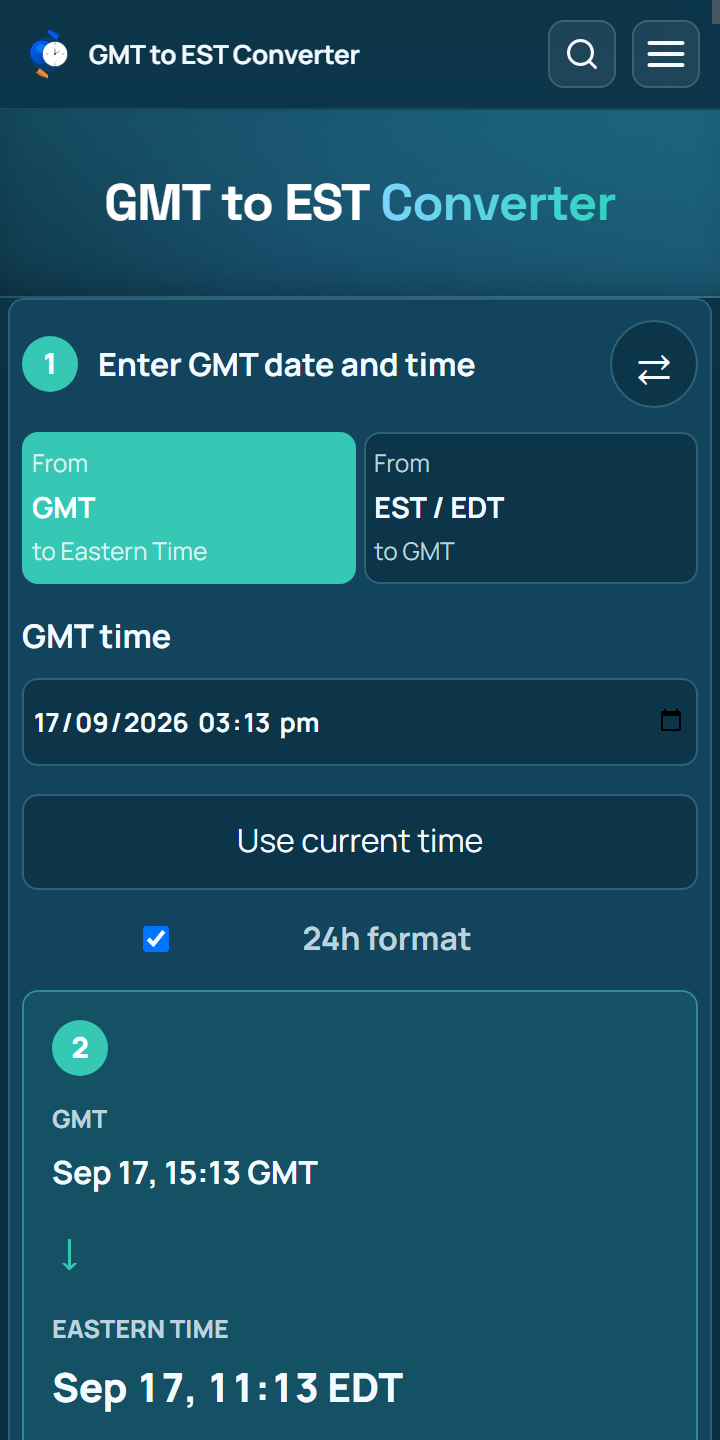 GMT to EST Converter
GMT to EST Converter
1 Enter GMT date and time
From
GMT
to Eastern Time
From
EST / EDT
to GMT
GMT time
17/09/2026 03:13 pm
Use current time
24h format
2
GMT
Sep 17, 15:13 GMT
↓
EASTERN TIME
Sep 17, 11:13 EDT